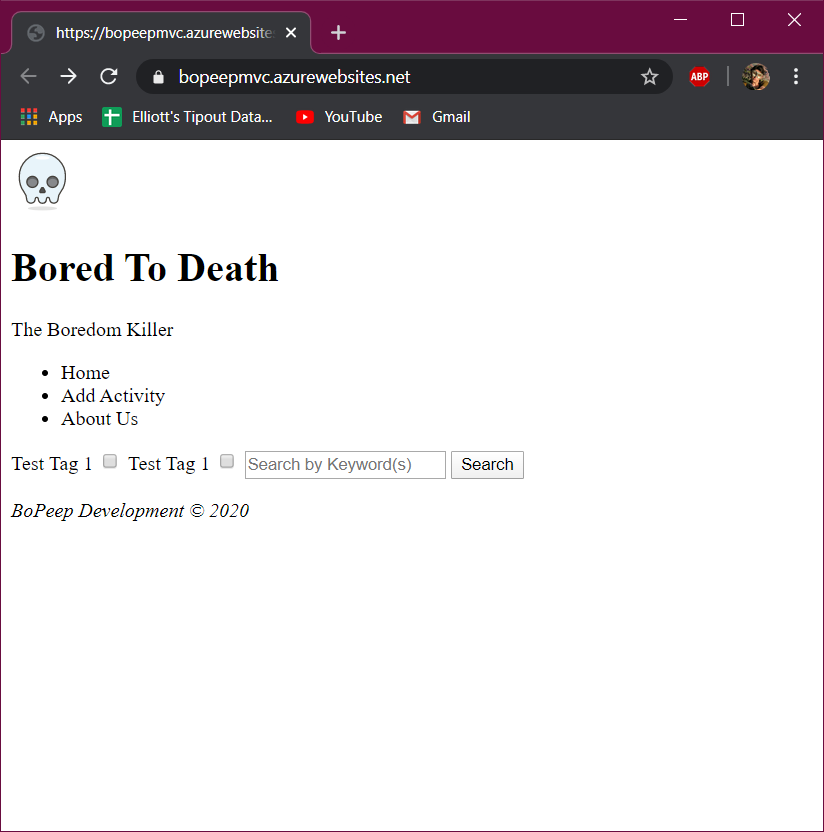 https://bopeepmvc.azurewebsite
bopeepmvc.azurewebsites.net
ABP
Apps Elliott's Tipout Data... YouTube Gmail
Bored To Death
The Boredom Killer
Home
Add Activity
About Us
Test Tag 1 Test Tag 1 Search by Keyword(s) Search
BoPeep Development © 2020